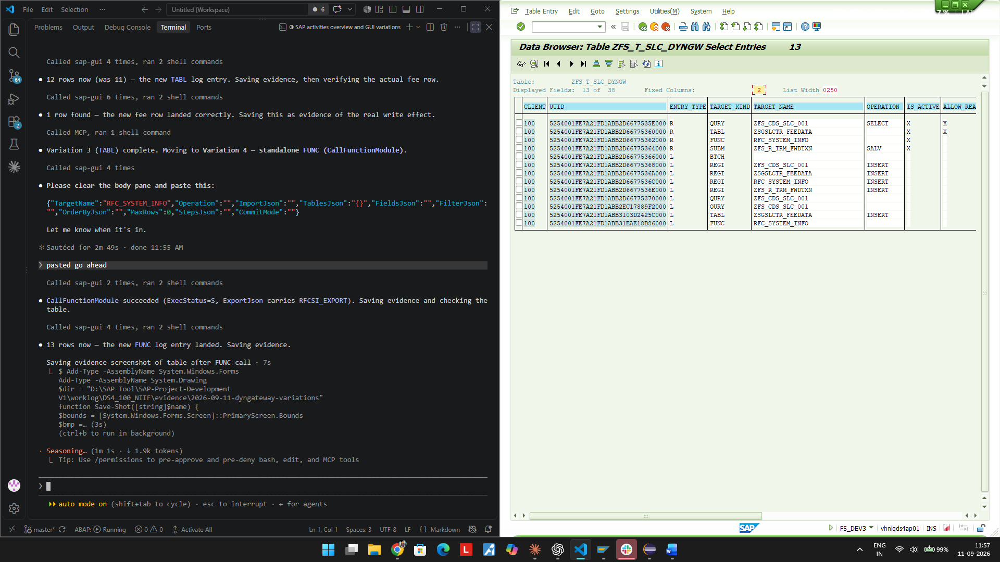 File Edit Selection ··· Untitled (Workspace) 6
Problems Output Debug Console Terminal Ports SAP activities overview and GUI variations
Called sap-gui 4 times, ran 2 shell commands
● 12 rows now (was 11) — the new TABL log entry. Saving evidence, then verifying the actual fee row.
Called sap-gui 6 times, ran 2 shell commands
● 1 row found — the new fee row landed correctly. Saving this as evidence of the real write effect.
Called MCP, ran 1 shell command
● Variation 3 (TABL) complete. Moving to Variation 4 — standalone FUNC (CallFunctionModule).
Called sap-gui 4 times
● Please clear the body pane and paste this:
{"TargetName":"RFC_SYSTEM_INFO","Operation":"","ImportJson":"","TablesJson":"{}","FieldsJson":"","FilterJson":
"","OrderByJson":"","MaxRows":0,"StepsJson":"","CommitMode":""}
Let me know when it's in.
✻ Sautéed for 2m 49s · done 11:55 AM
❯ pasted go ahead
Called sap-gui 2 times, ran 2 shell commands
● CallFunctionModule succeeded (ExecStatus=S, ExportJson carries RFCSI_EXPORT). Saving evidence and checking the
table.
Called sap-gui 4 times, ran 2 shell commands
● 13 rows now — the new FUNC log entry landed. Saving evidence.
Saving evidence screenshot of table after FUNC call · 7s
$ Add-Type -AssemblyName System.Windows.Forms
Add-Type -AssemblyName System.Drawing
$dir = "D:\SAP Tool\SAP-Project-Development
V1\worklog\DS4_100_NIIF\evidence\2026-09-11-dyngateway-variations"
function Save-Shot([string]$name) {
$bounds = [System.Windows.Forms.Screen]::PrimaryScreen.Bounds
$bmp =… (3s)
(ctrl+b to run in background)
· Seasoning… (1m 1s · ↓ 1.9k tokens)
Tip: Use /permissions to pre-approve and pre-deny bash, edit, and MCP tools
❯
auto mode on (shift+tab to cycle) · esc to interrupt · ← for agents
64
2
master* ABAP: Running 0 0 Activate All Ln 1, Col 1 Spaces: 3 UTF-8 LF {} Markdown
Table Entry Edit Goto Settings Utilities(M) System Help
Data Browser: Table ZFS_T_SLC_DYNGW Select Entries 13
Table: ZFS_T_SLC_DYNGW
Displayed Fields: 13 of 38 Fixed Columns: 2 List Width 0250
CLIENT UUID ENTRY_TYPE TARGET_KIND TARGET_NAME OPERATION IS_ACTIVE ALLOW_REA
100 5254001FE7A21FD1ABB2D6677535E000 R QURY ZFS_CDS_SLC_001 SELECT X X
100 5254001FE7A21FD1ABB2D66775360000 R TABL ZSGSLCTR_FEEDATA X X
100 5254001FE7A21FD1ABB2D66775362000 R FUNC RFC_SYSTEM_INFO X
100 5254001FE7A21FD1ABB2D66775364000 R SUBM ZFS_R_TRM_FWDTXN SALV X
100 5254001FE7A21FD1ABB2D66775366000 L BTCH
100 5254001FE7A21FD1ABB2D66775368000 L REGI ZFS_CDS_SLC_001 INSERT
100 5254001FE7A21FD1ABB2D6677536A000 L REGI ZSGSLCTR_FEEDATA INSERT
100 5254001FE7A21FD1ABB2D6677536C000 L REGI RFC_SYSTEM_INFO INSERT
100 5254001FE7A21FD1ABB2D6677536E000 L REGI ZFS_R_TRM_FWDTXN INSERT
100 5254001FE7A21FD1ABB2D66775370000 L QURY ZFS_CDS_SLC_001
100 5254001FE7A21FD1ABB2EC17889F2000 L QURY ZFS_CDS_SLC_001
100 5254001FE7A21FD1ABB3103D2425C000 L TABL ZSGSLCTR_FEEDATA INSERT
100 5254001FE7A21FD1ABB31EAE18D86000 L FUNC RFC_SYSTEM_INFO
SAP FS_DEV3 vhnlqds4ap01 INS
ENG
IN
99%
11:57
11-09-2026